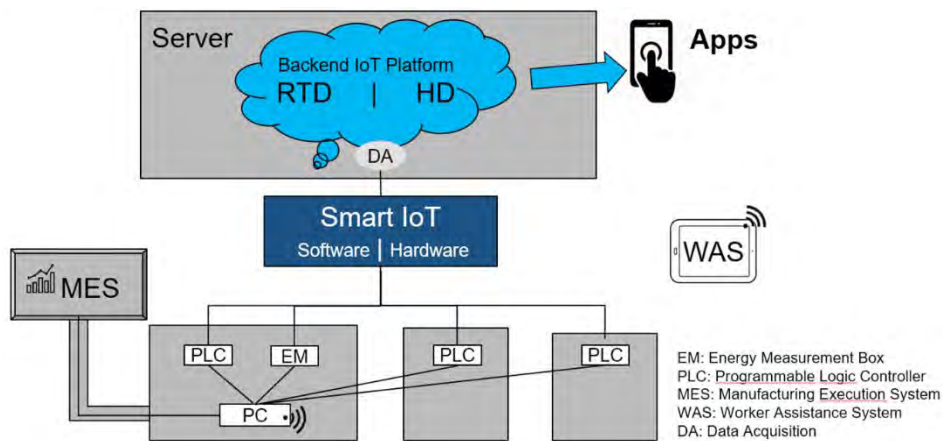 Server
Backend IoT Platform
RTD | HD
DA
Apps
Smart IoT
Software | Hardware
MES
WAS
PLC EM PLC PLC
PC
EM: Energy Measurement Box
PLC: Programmable Logic Controller
MES: Manufacturing Execution System
WAS: Worker Assistance System
DA: Data Acquisition